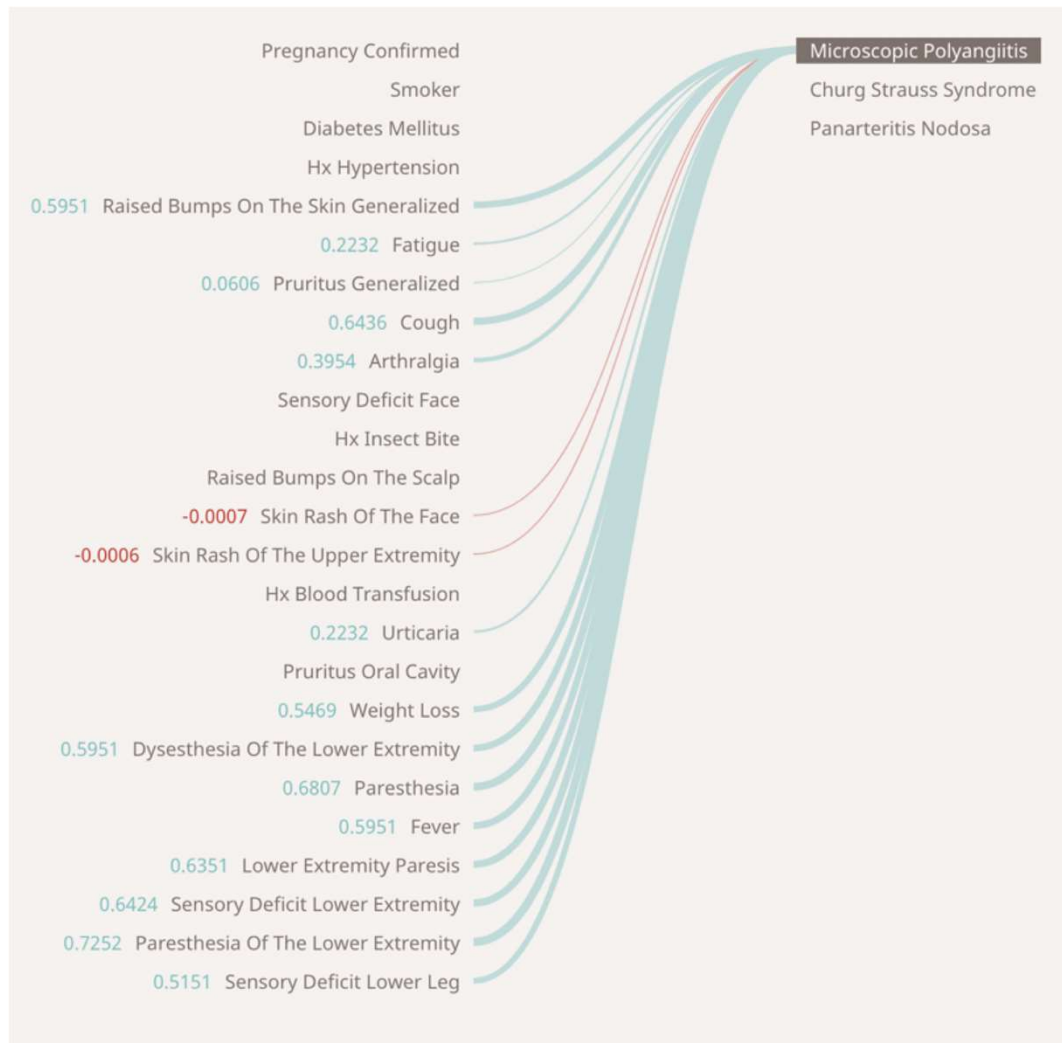 Pregnancy Confirmed
Smoker
Diabetes Mellitus
Hx Hypertension
0.5951 Raised Bumps On The Skin Generalized
0.2232 Fatigue
0.0606 Pruritus Generalized
0.6436 Cough
0.3954 Arthralgia
Sensory Deficit Face
Hx Insect Bite
Raised Bumps On The Scalp
-0.0007 Skin Rash Of The Face
-0.0006 Skin Rash Of The Upper Extremity
Hx Blood Transfusion
0.2232 Urticaria
Pruritus Oral Cavity
0.5469 Weight Loss
0.5951 Dysesthesia Of The Lower Extremity
0.6807 Paresthesia
0.5951 Fever
0.6351 Lower Extremity Paresis
0.6424 Sensory Deficit Lower Extremity
0.7252 Paresthesia Of The Lower Extremity
0.5151 Sensory Deficit Lower Leg
Microscopic Polyangiitis
Churg Strauss Syndrome
Panarteritis Nodosa